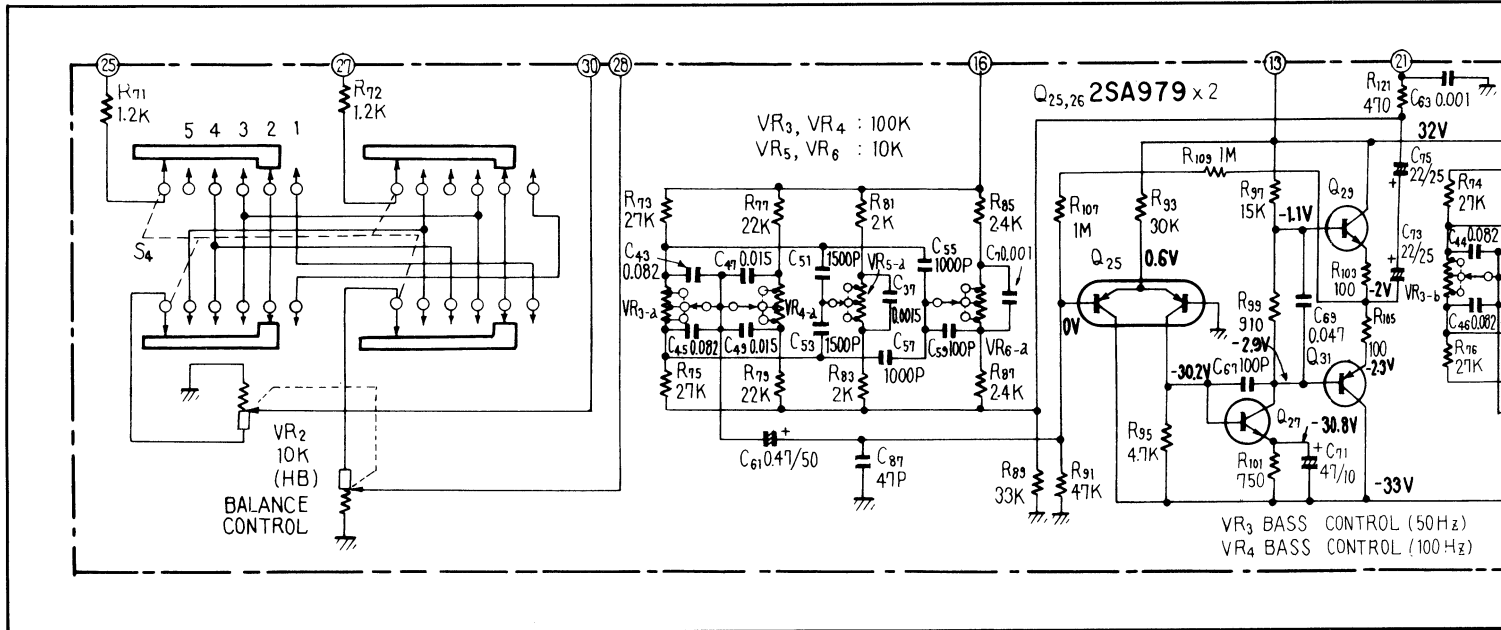 25
27
30
28
16
13
21
R71
1.2K
R72
1.2K
5 4 3 2 1
S4
VR2
10K
(HB)
BALANCE
CONTROL
VR3, VR4 : 100K
VR5, VR6 : 10K
R73
27K
R77
22K
R81
2K
R85
2.4K
C43
0.082
C47 0.015
C51
1500P
VR5-a
C55
1000P
C37
0.0015
VR3-a
VR4-a
C45 0.082
C49 0.015
C53
1500P
C57
1000P
C59 100P
VR6-a
R75
27K
R79
22K
R83
2K
R87
2.4K
C61 0.47/50
+
C87
47P
R89
33K
R91
47K
Q25,26 2SA979 x 2
R121
470
C63 0.001
32V
R109 1M
R107
1M
R93
30K
R97
15K
-1.1V
Q29
C75
22/25
+
R74
27K
Q25
0.6V
0V
R103
100
-2V
C73
22/25
+
C44 0.082
VR3-b
C46 0.082
R76
27K
R99
910
C69
0.047
R105
100
-2.9V
-2.3V
C67 100P
Q31
-30.2V
Q27
-30.8V
R95
4.7K
R101
750
+
C71
47/10
-33V
VR3 BASS CONTROL (50Hz)
VR4 BASS CONTROL (100Hz)